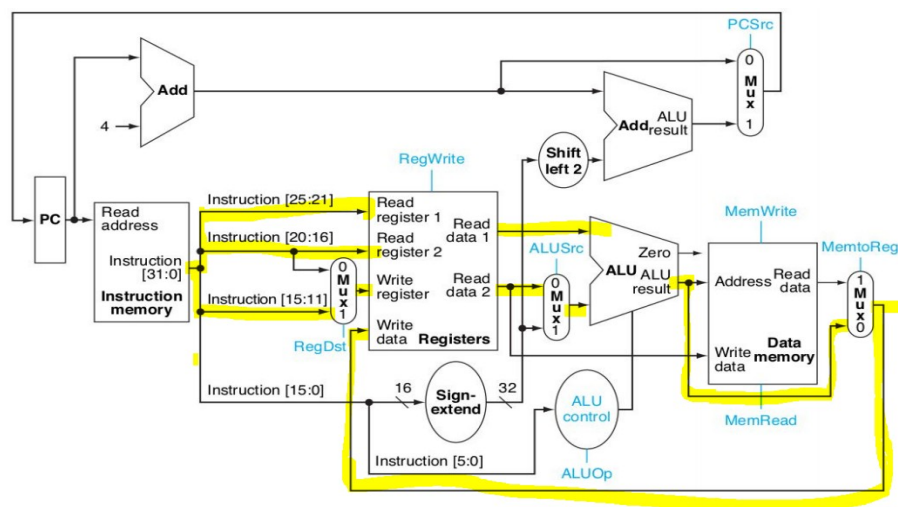 PCSrc
0
Mux
1
Add
4
Add
ALU
result
Shift
left 2
RegWrite
PC
Read
address
Instruction
[31:0]
Instruction
memory
Instruction [25:21]
Instruction [20:16]
Instruction [15:11]
0
Mux
1
RegDst
Read
register 1
Read
register 2
Write
register
Write
data
Read
data 1
Read
data 2
Registers
ALUSrc
0
Mux
1
Zero
ALU
ALU
result
MemWrite
Address
Read
data
Write
data
Data
memory
MemRead
MemtoReg
1
Mux
0
Instruction [15:0]
16
Sign-
extend
32
ALU
control
Instruction [5:0]
ALUOp